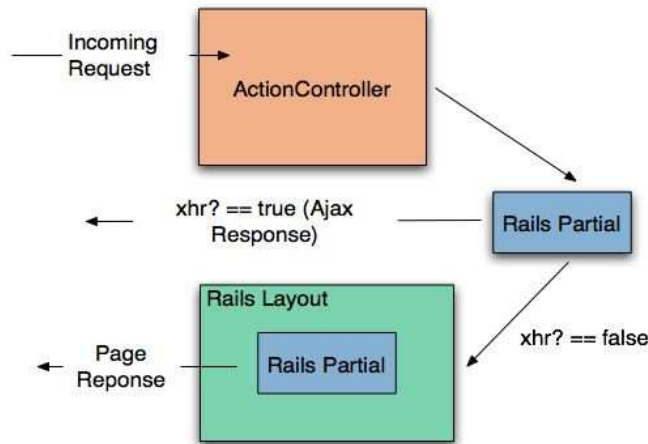 Incoming
Request
ActionController
xhr? == true (Ajax
Response)
Rails Partial
Rails Layout
xhr? == false
Page
Reponse
Rails Partial